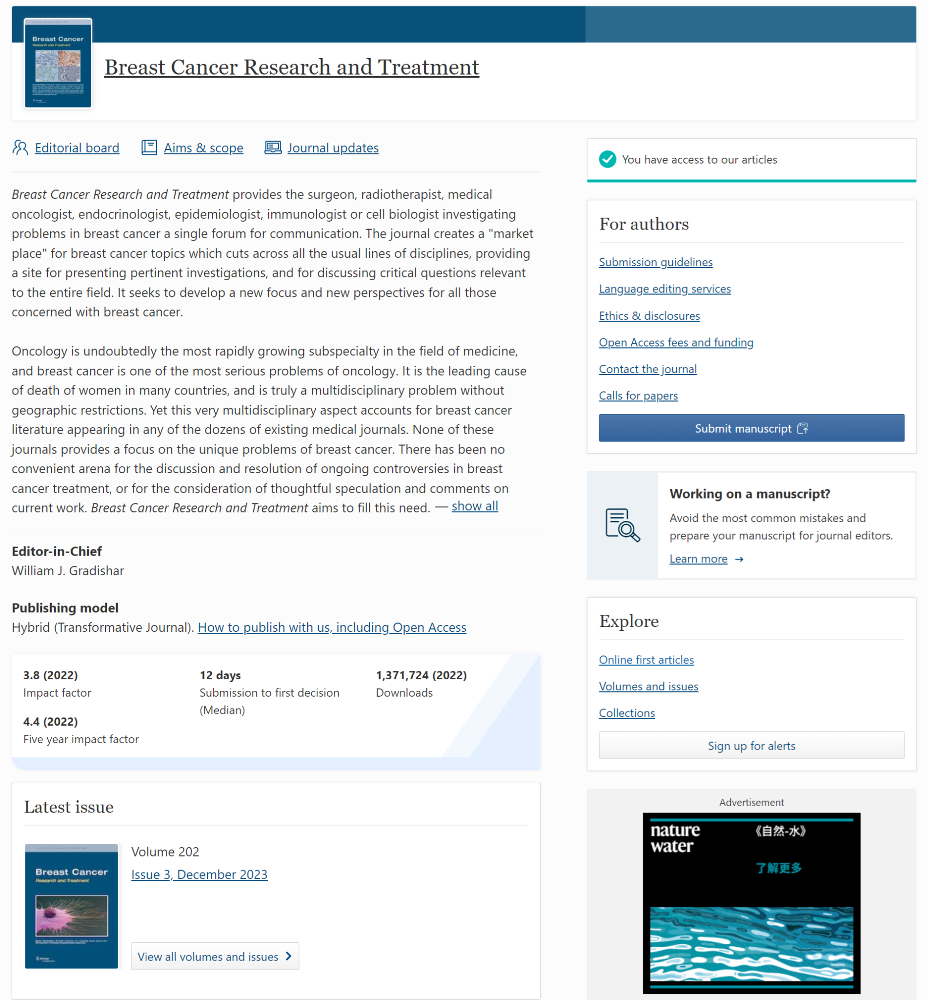 Breast Cancer
Research and Treatment
Breast Cancer Research and Treatment
Editorial board
Aims & scope
Journal updates
Breast Cancer Research and Treatment provides the surgeon, radiotherapist, medical
oncologist, endocrinologist, epidemiologist, immunologist or cell biologist investigating
problems in breast cancer a single forum for communication. The journal creates a "market
place" for breast cancer topics which cuts across all the usual lines of disciplines, providing
a site for presenting pertinent investigations, and for discussing critical questions relevant
to the entire field. It seeks to develop a new focus and new perspectives for all those
concerned with breast cancer.
Oncology is undoubtedly the most rapidly growing subspecialty in the field of medicine,
and breast cancer is one of the most serious problems of oncology. It is the leading cause
of death of women in many countries, and is truly a multidisciplinary problem without
geographic restrictions. Yet this very multidisciplinary aspect accounts for breast cancer
literature appearing in any of the dozens of existing medical journals. None of these
journals provides a focus on the unique problems of breast cancer. There has been no
convenient arena for the discussion and resolution of ongoing controversies in breast
cancer treatment, or for the consideration of thoughtful speculation and comments on
current work. Breast Cancer Research and Treatment aims to fill this need. — show all
Editor-in-Chief
William J. Gradishar
Publishing model
Hybrid (Transformative Journal). How to publish with us, including Open Access
3.8 (2022)
Impact factor
4.4 (2022)
Five year impact factor
12 days
Submission to first decision
(Median)
1,371,724 (2022)
Downloads
Latest issue
Breast Cancer
Research and Treatment
Springer
Volume 202
Issue 3, December 2023
View all volumes and issues
You have access to our articles
For authors
Submission guidelines
Language editing services
Ethics & disclosures
Open Access fees and funding
Contact the journal
Calls for papers
Submit manuscript
Working on a manuscript?
Avoid the most common mistakes and
prepare your manuscript for journal editors.
Learn more →
Explore
Online first articles
Volumes and issues
Collections
Sign up for alerts
Advertisement
nature
water
《自然-水》
了解更多